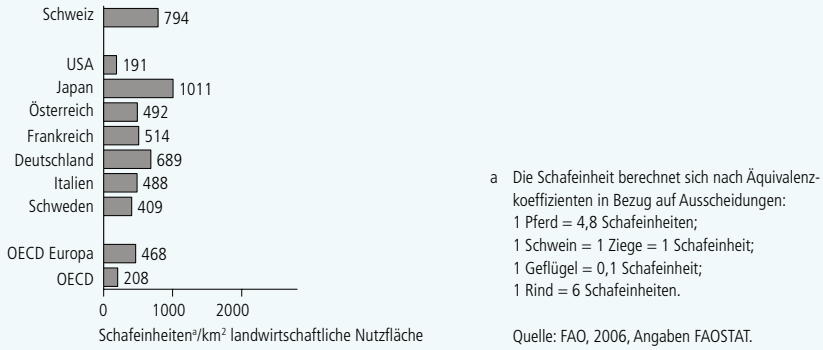 Schweiz 794
USA 191
Japan 1011
Österreich 492
Frankreich 514
Deutschland 689
Italien 488
Schweden 409
OECD Europa 468
OECD 208
0 1000 2000
Schafeinheitenᵃ/km² landwirtschaftliche Nutzfläche
a Die Schafeinheit berechnet sich nach Äquivalenz-
koeffizienten in Bezug auf Ausscheidungen:
1 Pferd = 4,8 Schafeinheiten;
1 Schwein = 1 Ziege = 1 Schafeinheit;
1 Geflügel = 0,1 Schafeinheit;
1 Rind = 6 Schafeinheiten.
Quelle: FAO, 2006, Angaben FAOSTAT.